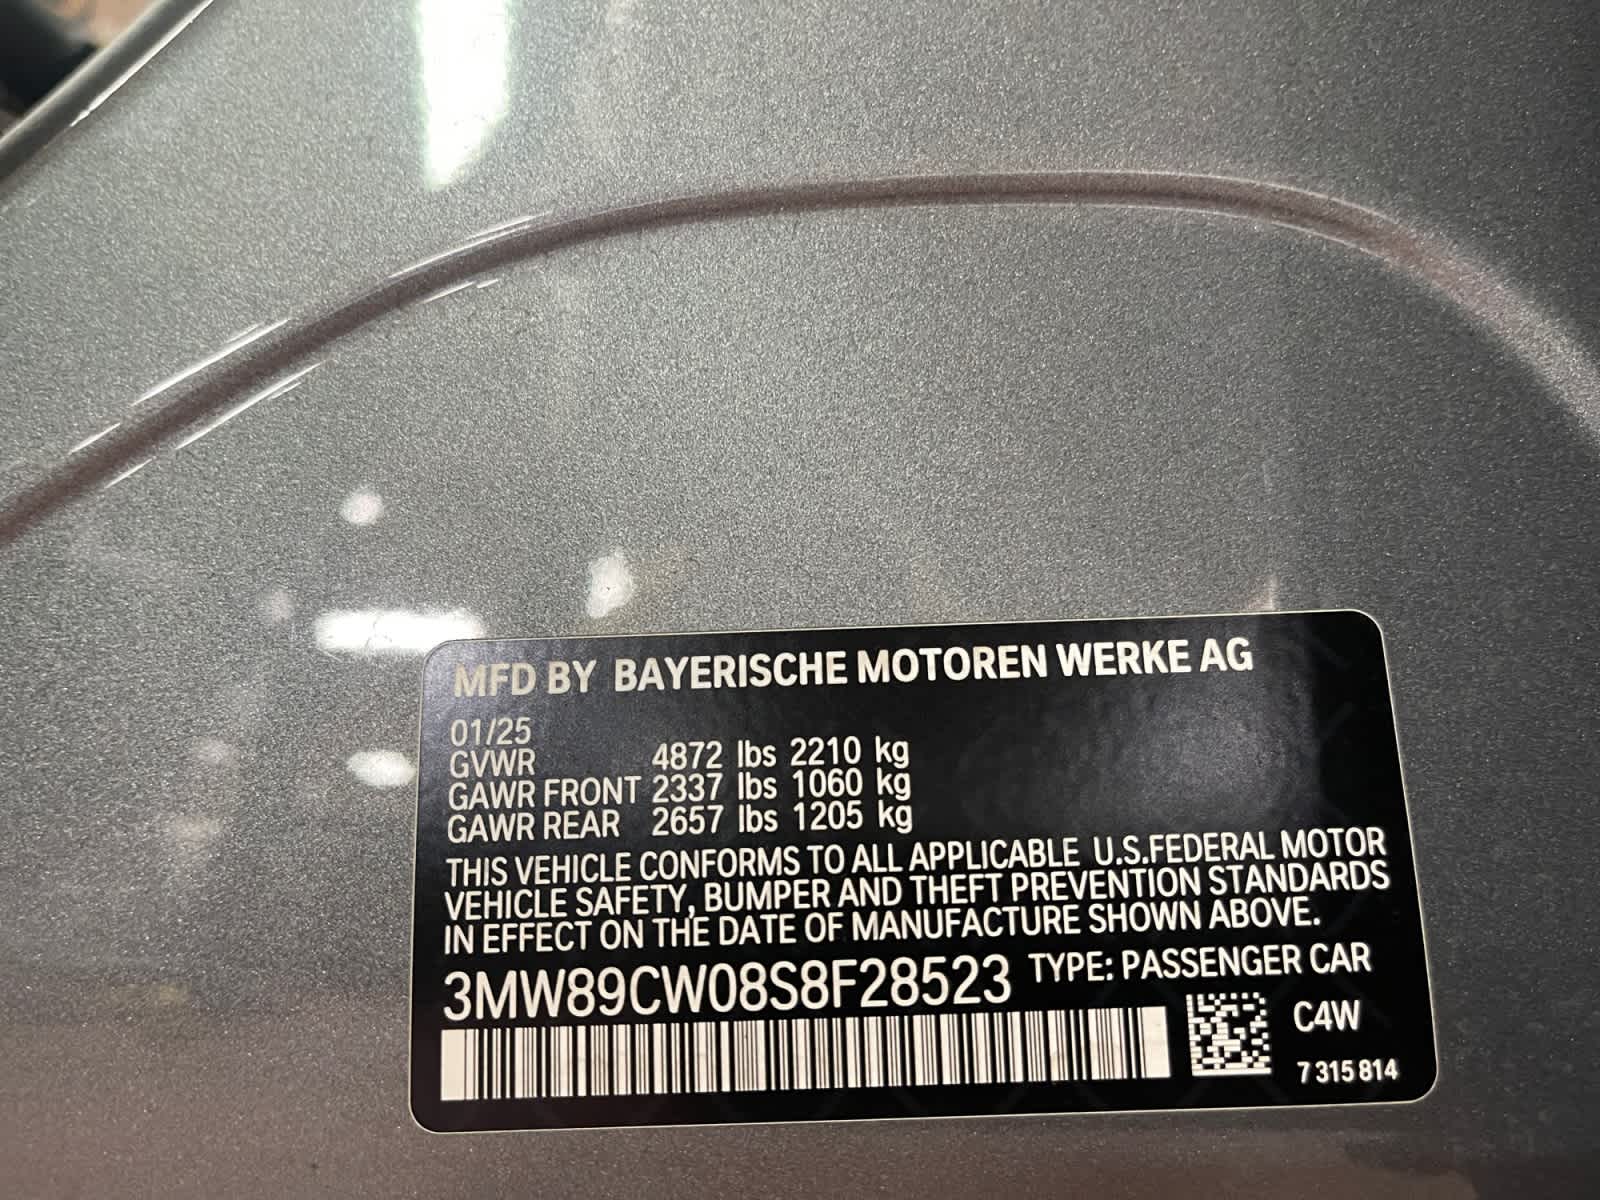 MFD BY BAYERISCHE MOTOREN WERKE AG
01/25
GVWR 4872 lbs 2210 kg
GAWR FRONT 2337 lbs 1060 kg
GAWR REAR 2657 lbs 1205 kg
THIS VEHICLE CONFORMS TO ALL APPLICABLE U.S.FEDERAL MOTOR
VEHICLE SAFETY, BUMPER AND THEFT PREVENTION STANDARDS
IN EFFECT ON THE DATE OF MANUFACTURE SHOWN ABOVE.
3MW89CW08S8F28523 TYPE: PASSENGER CAR
C4W
7 315 814